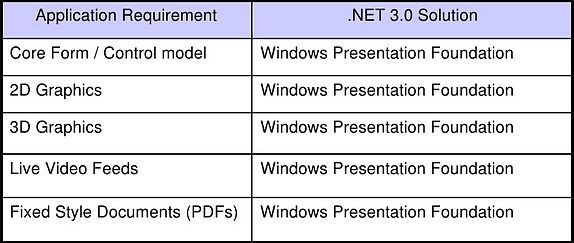 Application Requirement .NET 3.0 Solution
Core Form / Control model Windows Presentation Foundation
2D Graphics Windows Presentation Foundation
3D Graphics Windows Presentation Foundation
Live Video Feeds Windows Presentation Foundation
Fixed Style Documents (PDFs) Windows Presentation Foundation